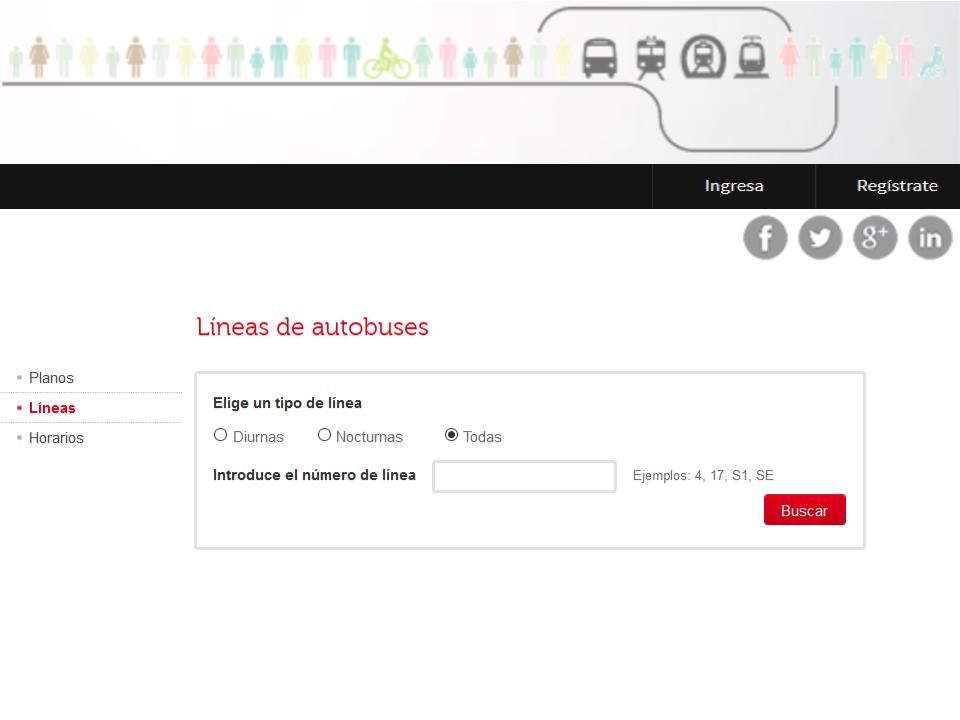 Ingresa
Regístrate
Líneas de autobuses
Planos
Líneas
Horarios
Elige un tipo de línea
Diurnas Nocturnas Todas
Introduce el número de línea Ejemplos: 4, 17, S1, SE
Buscar